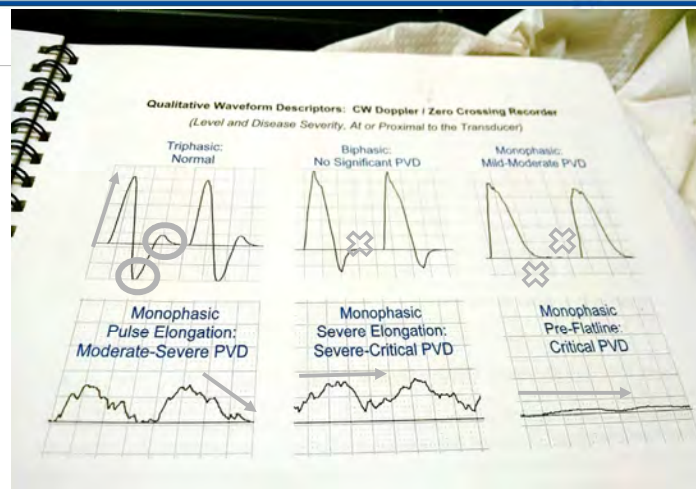 Qualitative Waveform Descriptors: CW Doppler / Zero Crossing Recorder
(Level and Disease Severity, At or Proximal to the Transducer)
Triphasic:
Normal
Biphasic:
No Significant PVD
Monophasic:
Mild-Moderate PVD
Monophasic
Pulse Elongation:
Moderate-Severe PVD
Monophasic
Severe Elongation:
Severe-Critical PVD
Monophasic
Pre-Flatline:
Critical PVD